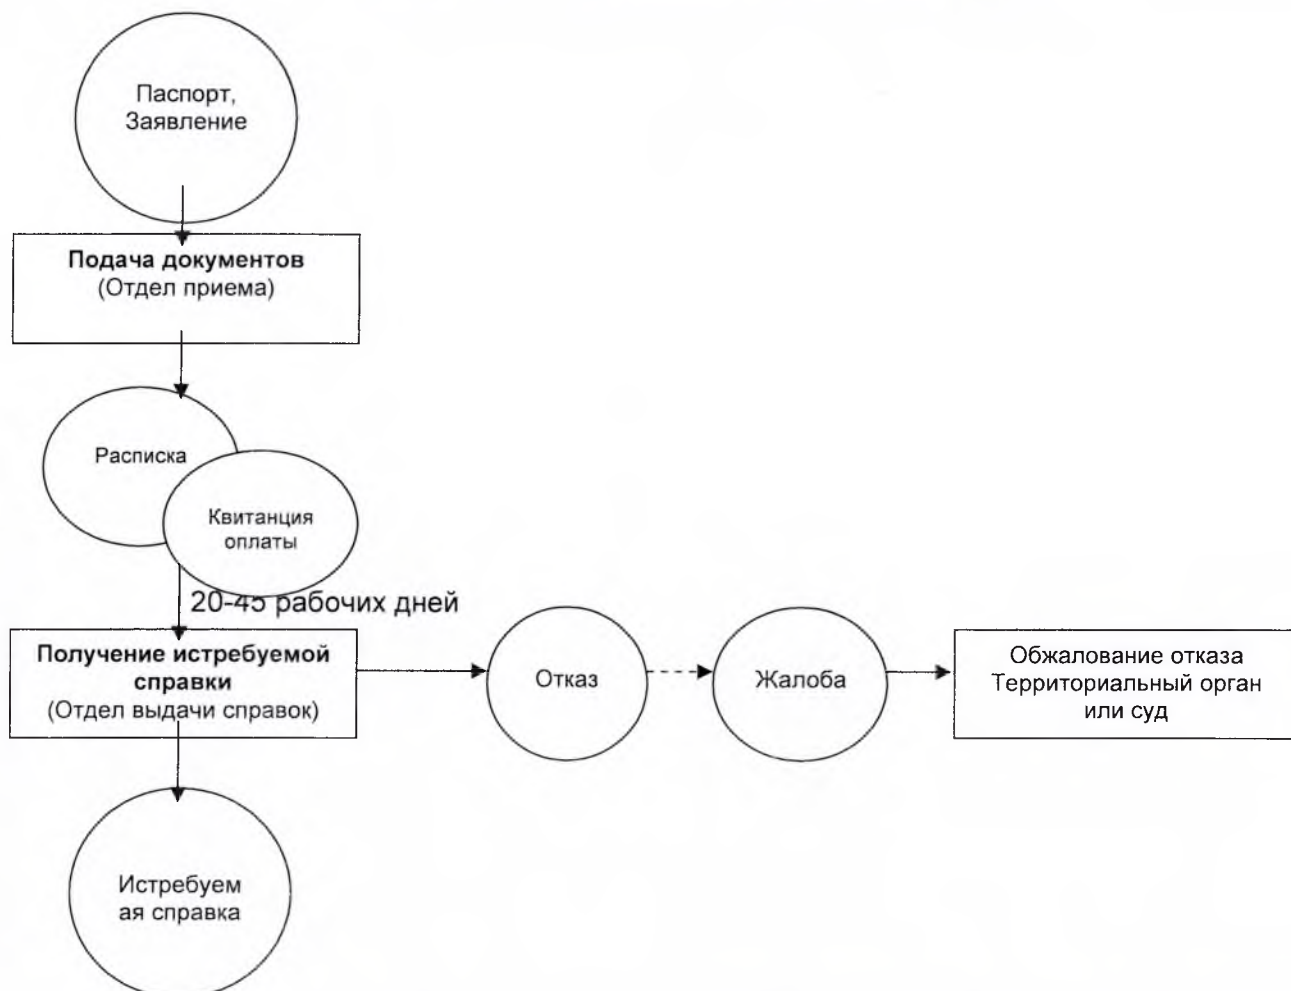 Паспорт,
Заявление
Подача документов
(Отдел приема)
Расписка
Квитанция
оплаты
20-45 рабочих дней
Получение истребуемой
справки
(Отдел выдачи справок)
Отказ
Жалоба
Обжалование отказа
Территориальный орган
или суд
Истребуем
ая справка